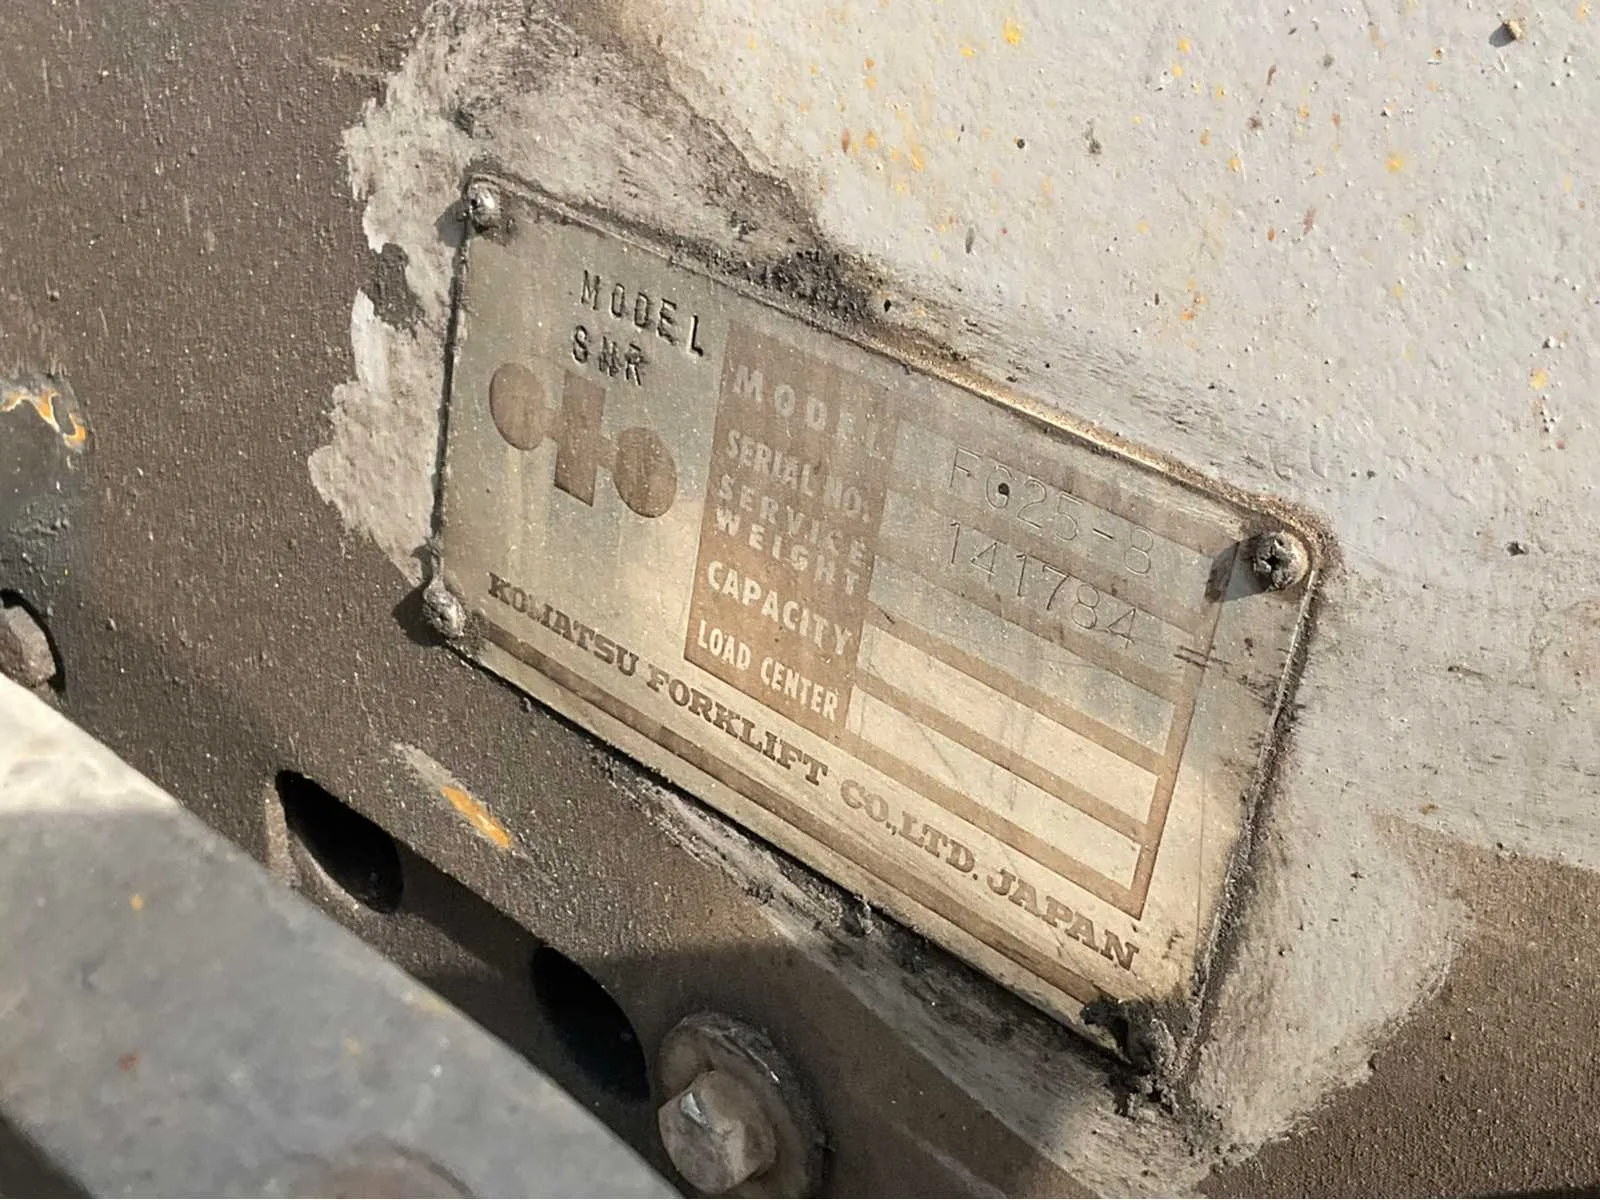 MODEL
SNR
MODEL FG25-8
SERIAL NO. 141784
SERVICE
WEIGHT
CAPACITY
LOAD CENTER
KOMATSU FORKLIFT CO.,LTD. JAPAN